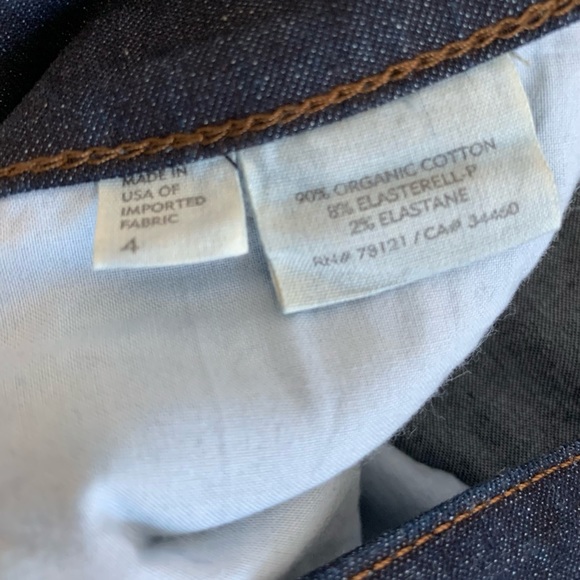 MADE IN
USA OF
IMPORTED
FABRIC
4
90% ORGANIC COTTON
8% ELASTERELL-P
2% ELASTANE
RN# 78121 / CA# 34460